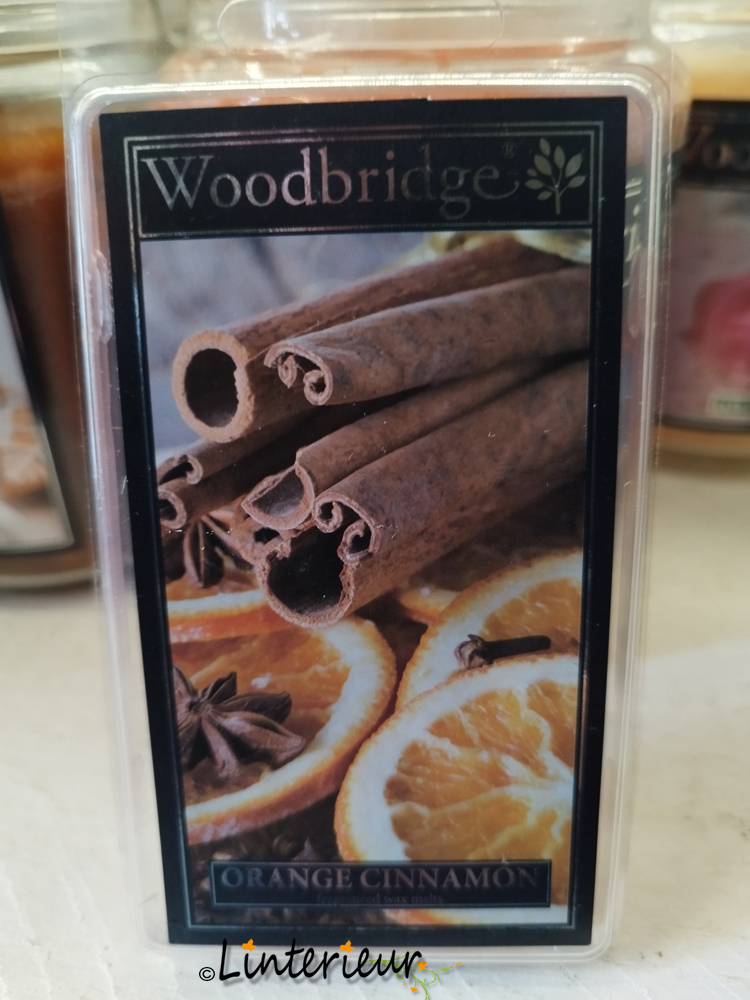 Woodbridge®
ORANGE CINNAMON
fragranced wax melts
©Linterieur